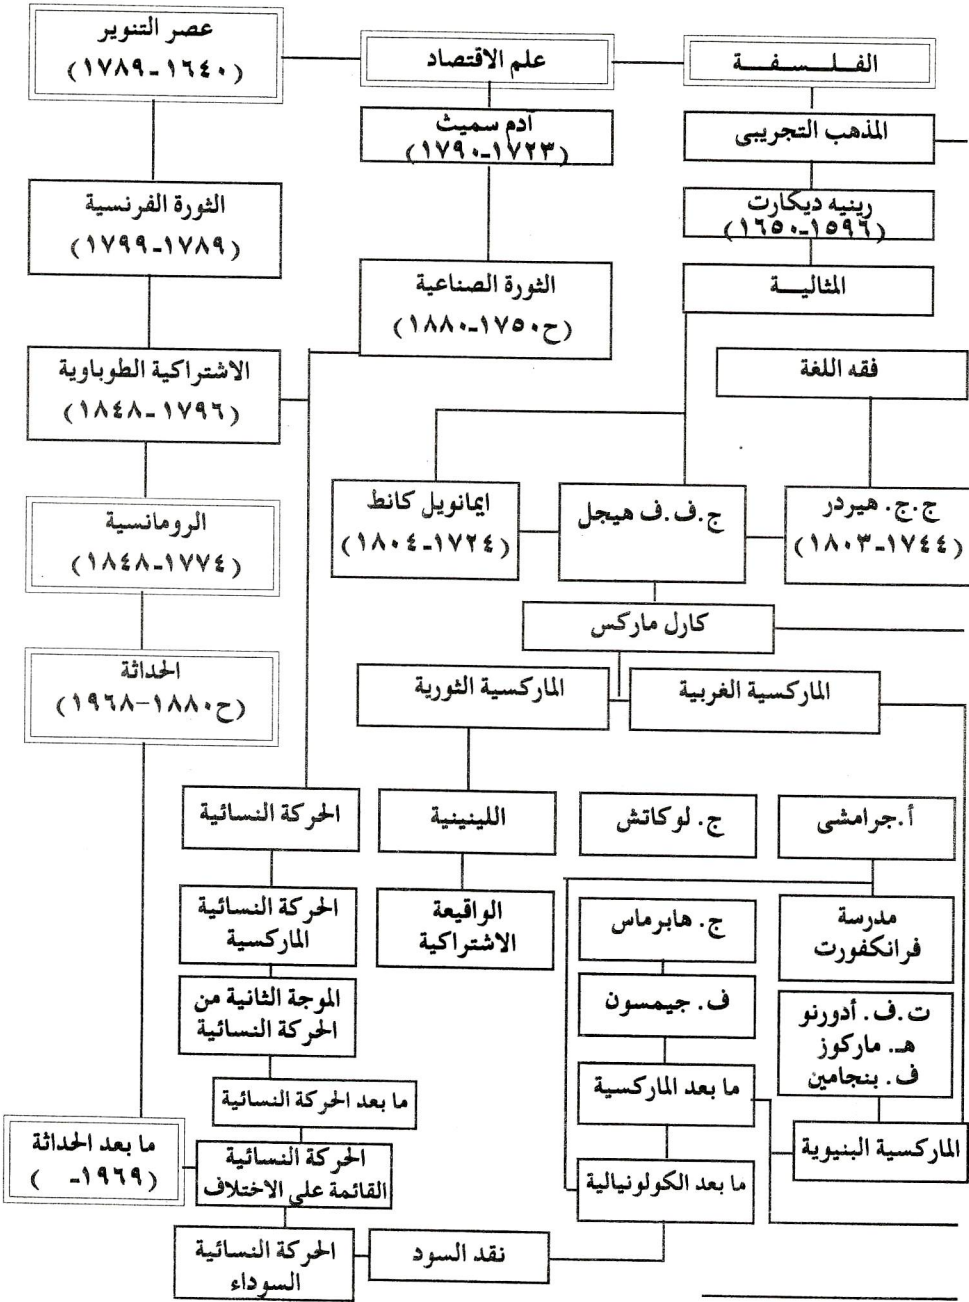 الفلسفة
علم الاقتصاد
عصر التنوير
(١٦٤٠-١٧٨٩)
المذهب التجريبى
آدم سميث
(١٧٢٣-١٧٩٠)
رينيه ديكارت
(١٥٩٦-١٦٥٠)
الثورة الفرنسية
(١٧٨٩-١٧٩٩)
المثالية
الثورة الصناعية
(ح١٧٥٠-١٨٨٠)
فقه اللغة
الاشتراكية الطوباوية
(١٧٩٦-١٨٤٨)
ج.ج. هيردر
(١٧٤٤-١٨٠٣)
ج.ف.ف هيجل
ايمانويل كانط
(١٧٢٤-١٨٠٤)
الرومانسية
(١٧٧٤-١٨٤٨)
كارل ماركس
الماركسية الغربية
الماركسية الثورية
الحداثة
(ح١٨٨٠-١٩٦٨)
أ.جرامشى
ج. لوكاتش
اللينينية
الحركة النسائية
مدرسة
فرانكفورت
ج. هابرماس
الواقيعة
الاشتراكية
الحركة النسائية
الماركسية
ت.ف. أدورنو
هـ. ماركوز
ف. بنجامين
ف. جيمسون
الموجة الثانية من
الحركة النسائية
ما بعد الماركسية
ما بعد الحركة النسائية
الماركسية البنيوية
ما بعد الكولونيالية
الحركة النسائية
القائمة على الاختلاف
ما بعد الحداثة
(١٩٦٩- )
نقد السود
الحركة النسائية
السوداء